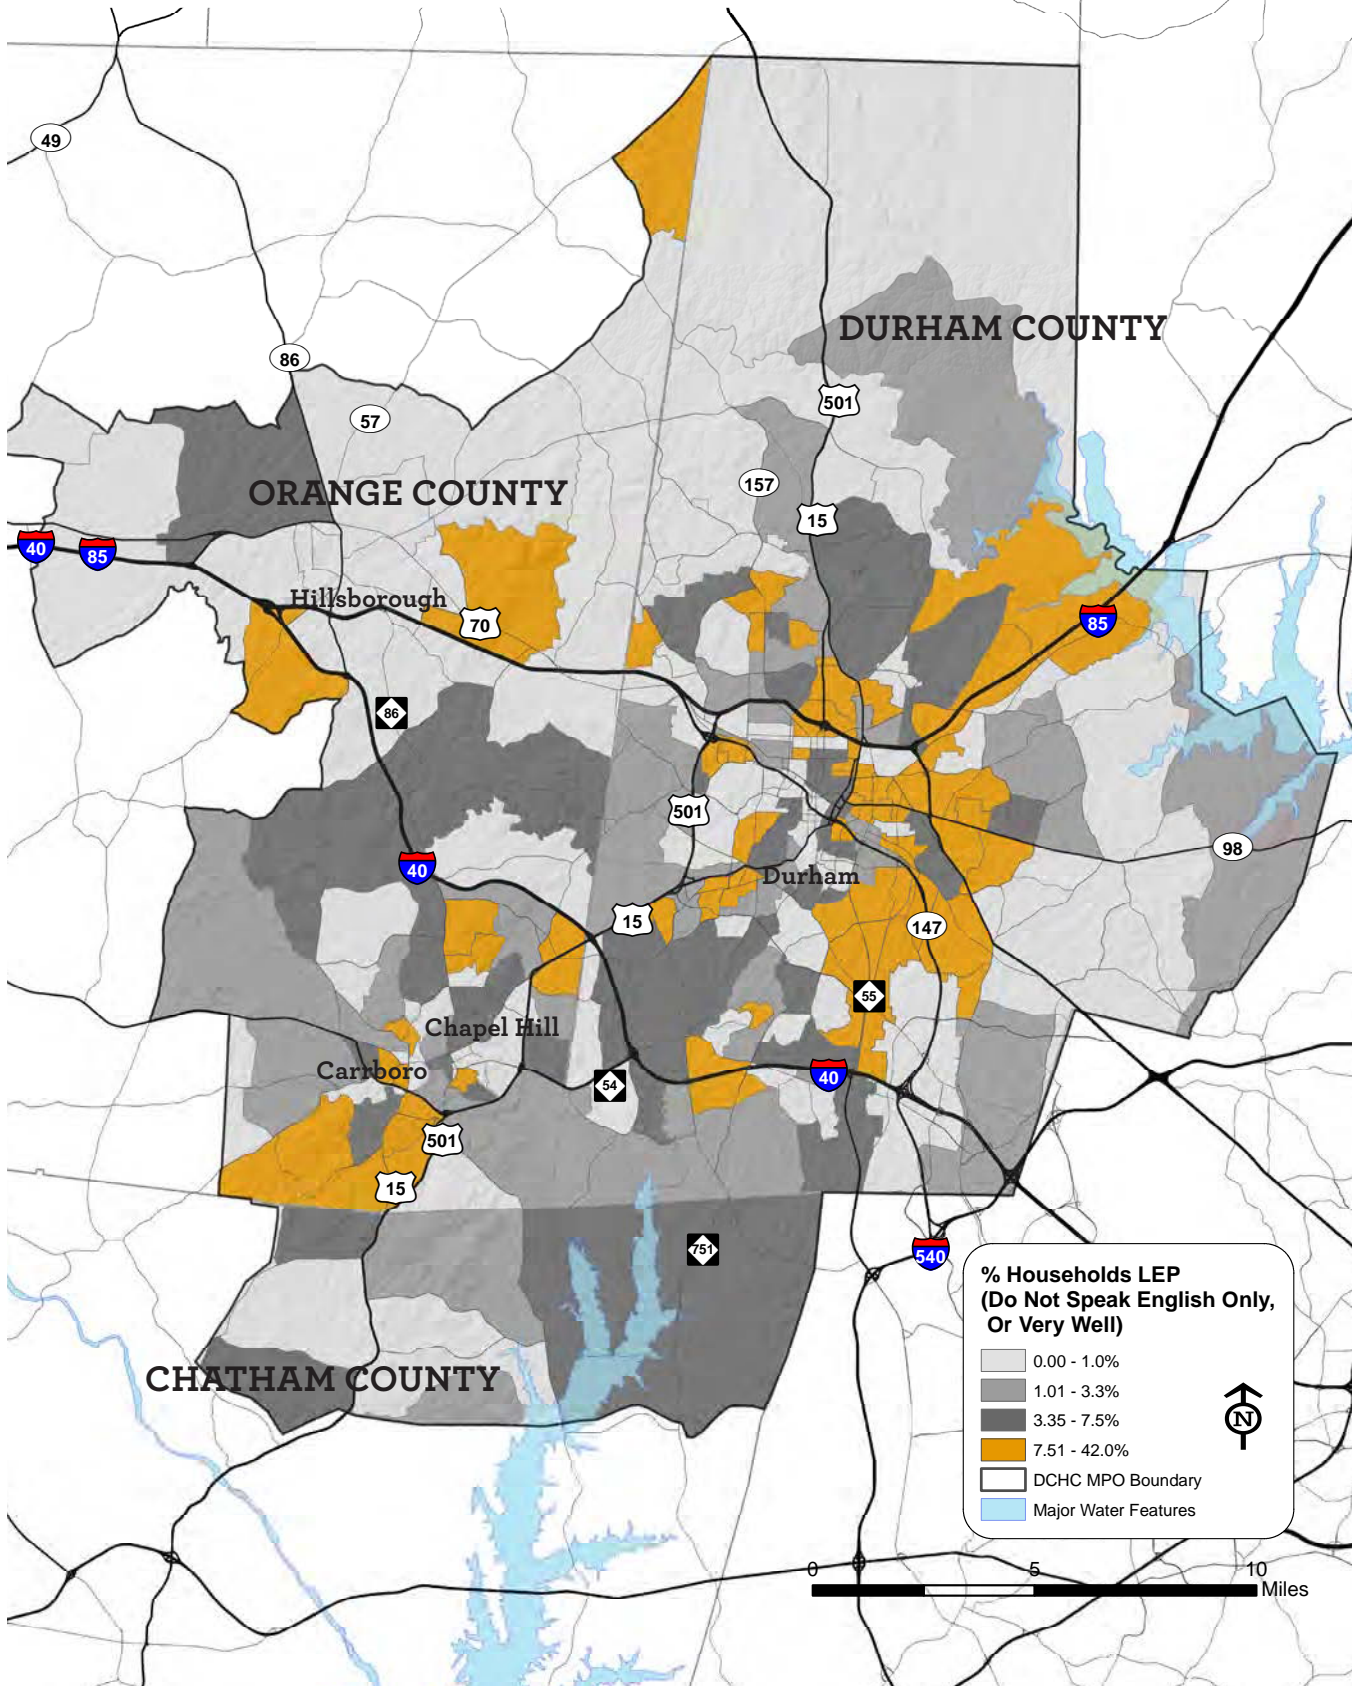 49
86
DURHAM COUNTY
501
57
157
ORANGE COUNTY
15
40
85
Hillsborough
70
85
86
501
98
40
Durham
15
147
55
Chapel Hill
Carrboro
40
54
501
15
751
540
% Households LEP
(Do Not Speak English Only,
Or Very Well)
0.00 - 1.0%
1.01 - 3.3%
3.35 - 7.5%
7.51 - 42.0%
DCHC MPO Boundary
Major Water Features
N
CHATHAM COUNTY
0 5 10
Miles